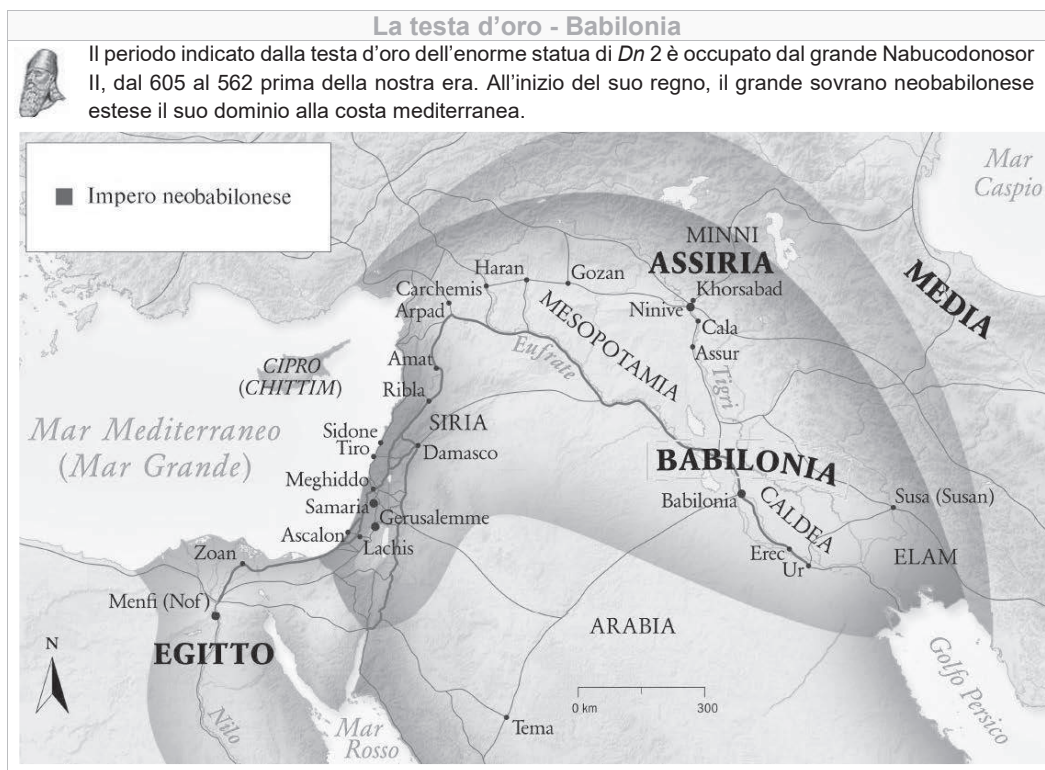 La testa d’oro - Babilonia
Il periodo indicato dalla testa d’oro dell’enorme statua di Dn 2 è occupato dal grande Nabucodonosor
II, dal 605 al 562 prima della nostra era. All’inizio del suo regno, il grande sovrano neobabilonese
estese il suo dominio alla costa mediterranea.
Impero neobabilonese
Mar
Caspio
MINNI
ASSIRIA
MEDIA
Haran
Gozan
Carchemis
Khorsabad
Arpad
Ninive
MESOPOTAMIA
Cala
Eufrate
Assur
CIPRO
(CHITTIM)
Amat
Tigri
Ribla
Mar Mediterraneo
(Mar Grande)
SIRIA
Sidone
Tiro
Damasco
BABILONIA
Meghiddo
Samaria
Babilonia
CALDEA
Susa (Susan)
Gerusalemme
Ascalon
Lachis
Zoan
Erec
Ur
ELAM
Menfi (Nof)
ARABIA
EGITTO
N
Golfo Persico
0 km
300
Nilo
Mar
Rosso
Tema